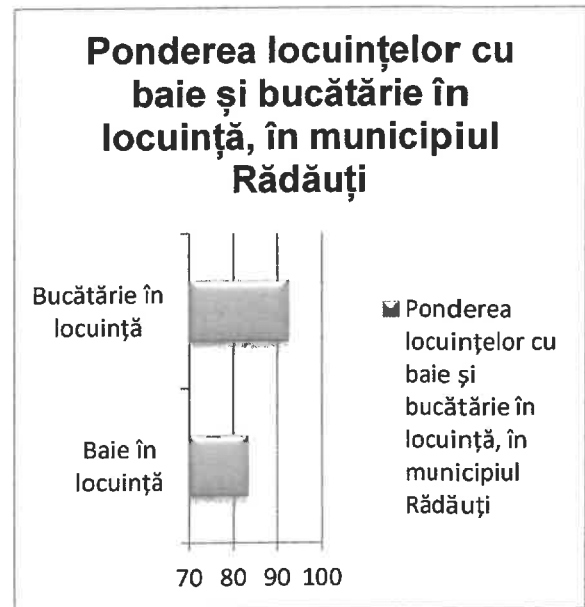 Ponderea locuințelor cu
baie și bucătărie în
locuință, în municipiul
Rădăuți
Bucătărie în
locuință
Baie în
locuință
70 80 90 100
Ponderea
locuințelor cu
baie și
bucătărie în
locuință, în
municipiul
Rădăuți